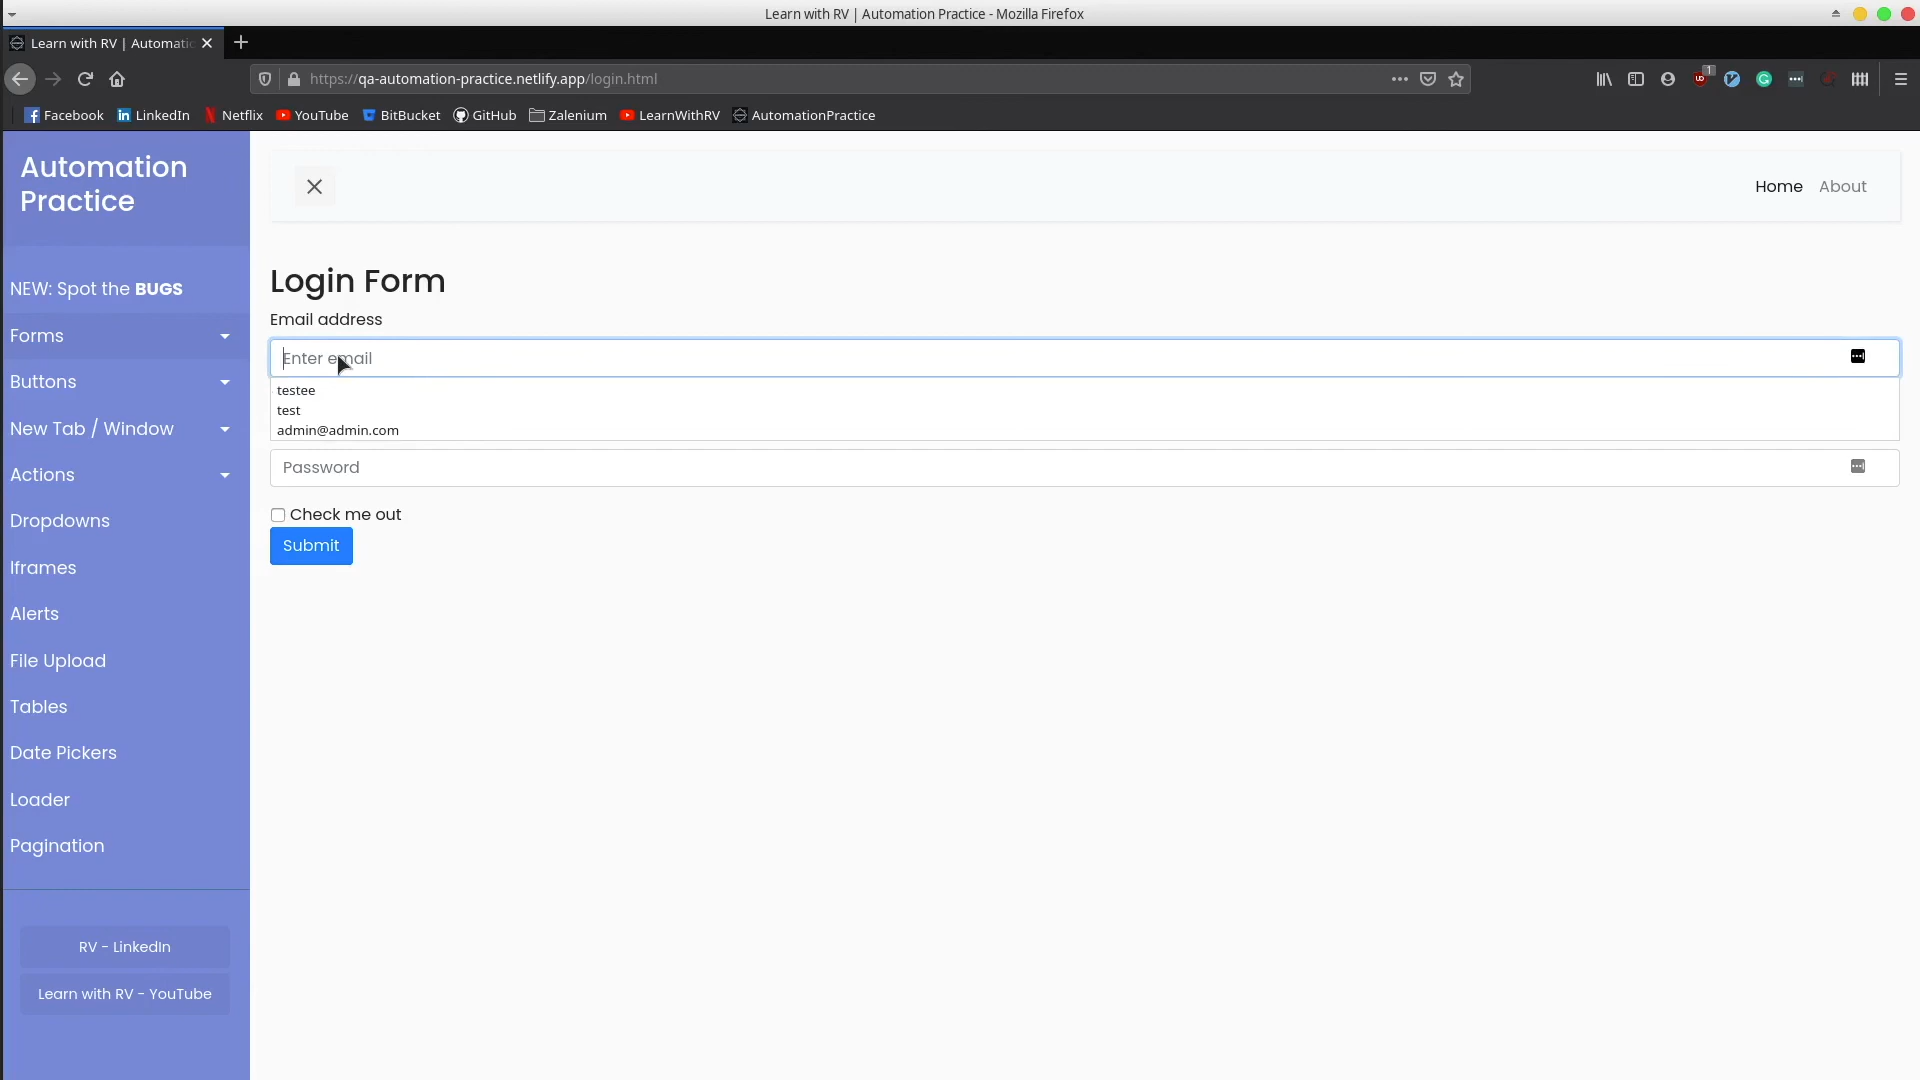 Learn with RV | Automation Practice - Mozilla Firefox
Learn with RV | Automatic
https://qa-automation-practice.netlify.app/login.html
1
Facebook LinkedIn Netflix YouTube BitBucket GitHub Zalenium LearnWithRV AutomationPractice
Automation
Practice
Home About
NEW: Spot the BUGS
Forms
Buttons
New Tab / Window
Actions
Dropdowns
Iframes
Alerts
File Upload
Tables
Date Pickers
Loader
Pagination
RV - LinkedIn
Learn with RV - YouTube
Login Form
Email address
Enter email
testee
test
admin@admin.com
Password
Check me out
Submit